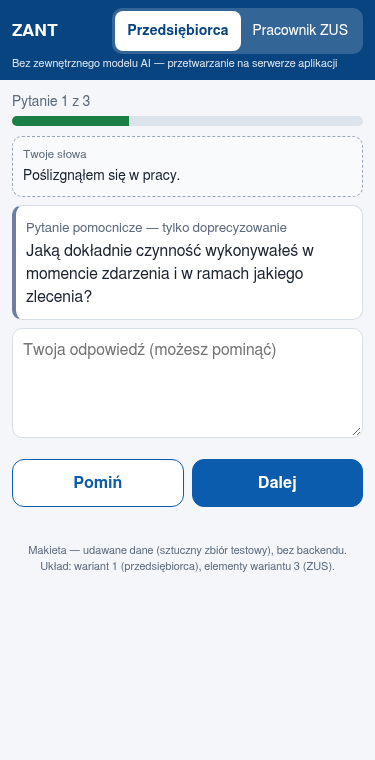 ZANT
Przedsiębiorca
Pracownik ZUS
Bez zewnętrznego modelu AI — przetwarzanie na serwerze aplikacji
Pytanie 1 z 3
Twoje słowa
Poślizgnąłem się w pracy.
Pytanie pomocnicze — tylko doprecyzowanie
Jaką dokładnie czynność wykonywałeś w
momencie zdarzenia i w ramach jakiego
zlecenia?
Twoja odpowiedź (możesz pominąć)
Pomiń
Dalej
Makieta — udawane dane (sztuczny zbiór testowy), bez backendu.
Układ: wariant 1 (przedsiębiorca), elementy wariantu 3 (ZUS).